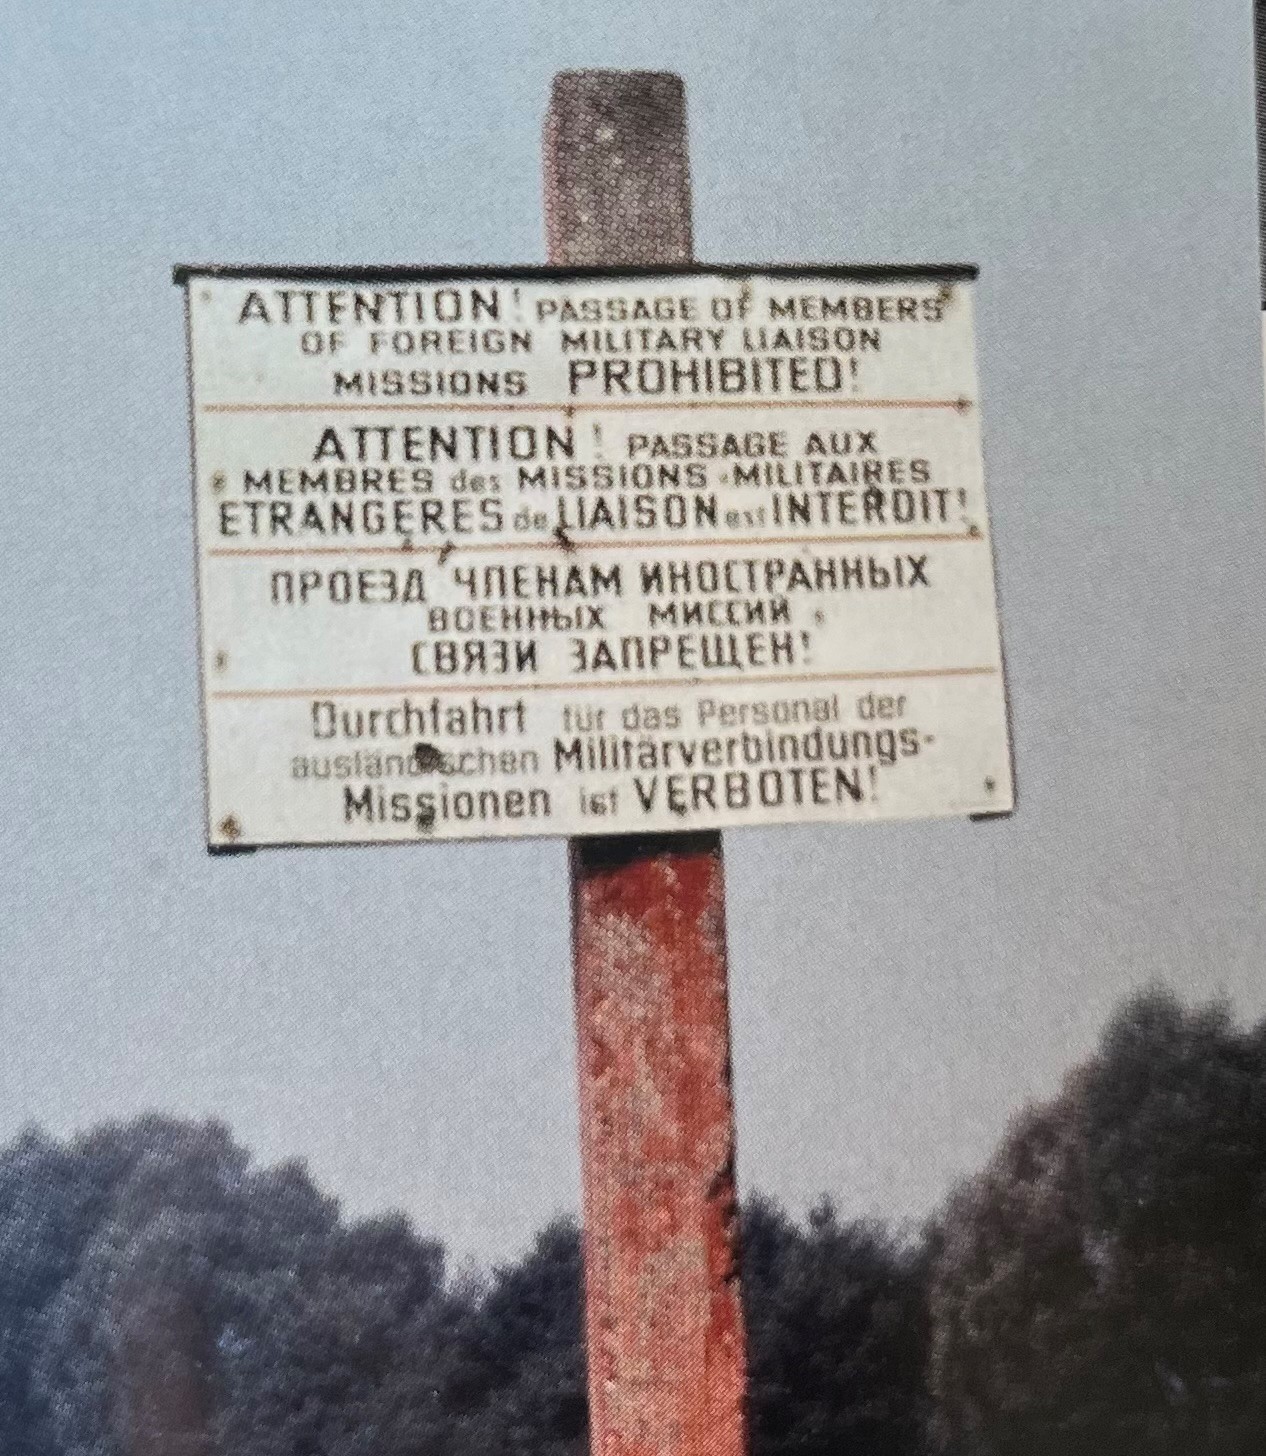 ATTENTION! PASSAGE OF MEMBERS
OF FOREIGN MILITARY LIAISON
MISSIONS PROHIBITED!
ATTENTION! PASSAGE AUX
MEMBRES des MISSIONS MILITAIRES
ETRANGERES de LIAISON est INTERDIT!
ПРОЕЗД ЧЛЕНАМ ИНОСТРАННЫХ
ВОЕННЫХ МИССИЙ
СВЯЗИ ЗАПРЕЩЕН!
Durchfahrt für das Personal der
ausländischen Militärverbindungs-
Missionen ist VERBOTEN!